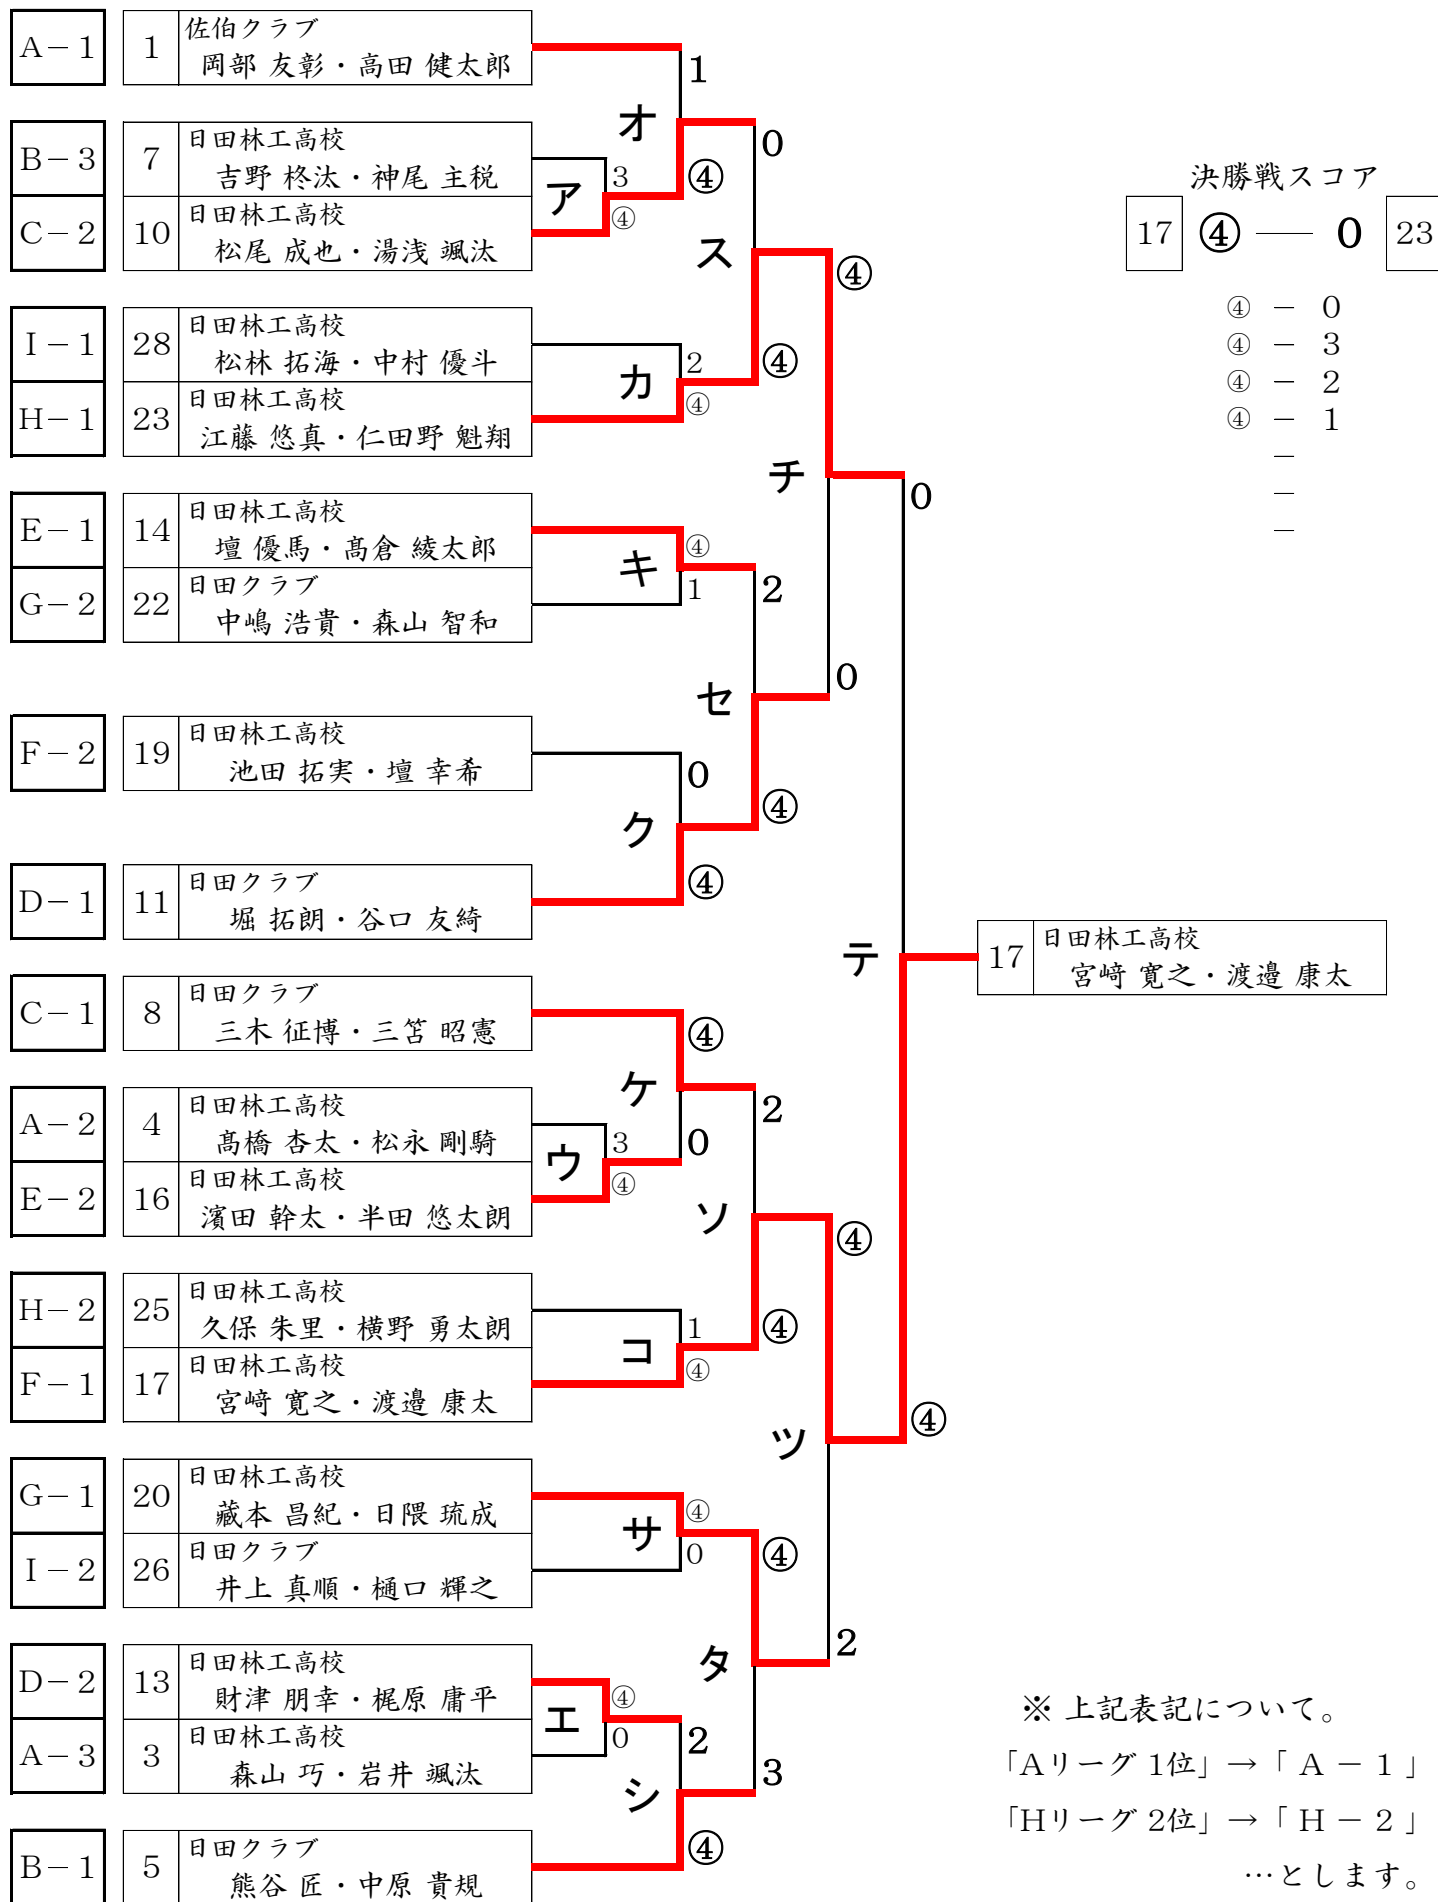 A－1 1 佐伯クラブ
岡部 友彰・高田 健太郎
1
オ
0
B－3 7 日田林工高校
吉野 柊汰・神尾 主税
3
ア
④
④
C－2 10 日田林工高校
松尾 成也・湯浅 颯汰
ス
④
I－1 28 日田林工高校
松林 拓海・中村 優斗
2
カ
④
④
H－1 23 日田林工高校
江藤 悠真・仁田野 魁翔
チ
0
E－1 14 日田林工高校
壇 優馬・髙倉 綾太郎
④
キ
1
2
G－2 22 日田クラブ
中嶋 浩貴・森山 智和
セ
0
F－2 19 日田林工高校
池田 拓実・壇 幸希
0
ク
④
④
D－1 11 日田クラブ
堀 拓朗・谷口 友綺
テ
17 日田林工高校
宮﨑 寛之・渡邉 康太
C－1 8 日田クラブ
三木 征博・三笘 昭憲
④
ケ
2
A－2 4 日田林工高校
髙橋 杏太・松永 剛騎
3
ウ
0
④
E－2 16 日田林工高校
濱田 幹太・半田 悠太朗
ソ
④
H－2 25 日田林工高校
久保 朱里・横野 勇太朗
1
コ
④
④
F－1 17 日田林工高校
宮﨑 寛之・渡邉 康太
ツ
④
G－1 20 日田林工高校
藏本 昌紀・日隈 琉成
④
サ
0
④
I－2 26 日田クラブ
井上 真順・樋口 輝之
タ
2
D－2 13 日田林工高校
財津 朋幸・梶原 庸平
④
エ
0
2
3
A－3 3 日田林工高校
森山 巧・岩井 颯汰
シ
④
B－1 5 日田クラブ
熊谷 匠・中原 貴規
決勝戦スコア
17 ④ ― 0 23
④ － 0
④ － 3
④ － 2
④ － 1
－
－
－
※ 上記表記について。
「Aリーグ 1位」→「 A － 1 」
「Hリーグ 2位」→「 H － 2 」
…とします。